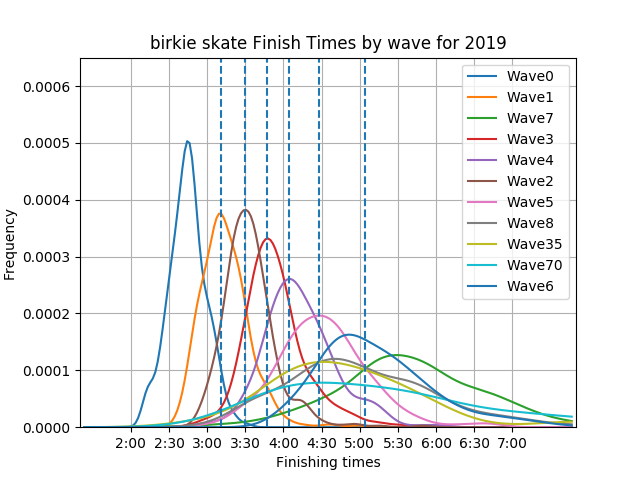 birkie skate Finish Times by wave for 2019
Frequency
0.0006
0.0005
0.0004
0.0003
0.0002
0.0001
0.0000
Wave0
Wave1
Wave7
Wave3
Wave4
Wave2
Wave5
Wave8
Wave35
Wave70
Wave6
2:00 2:30 3:00 3:30 4:00 4:30 5:00 5:30 6:00 6:30 7:00
Finishing times